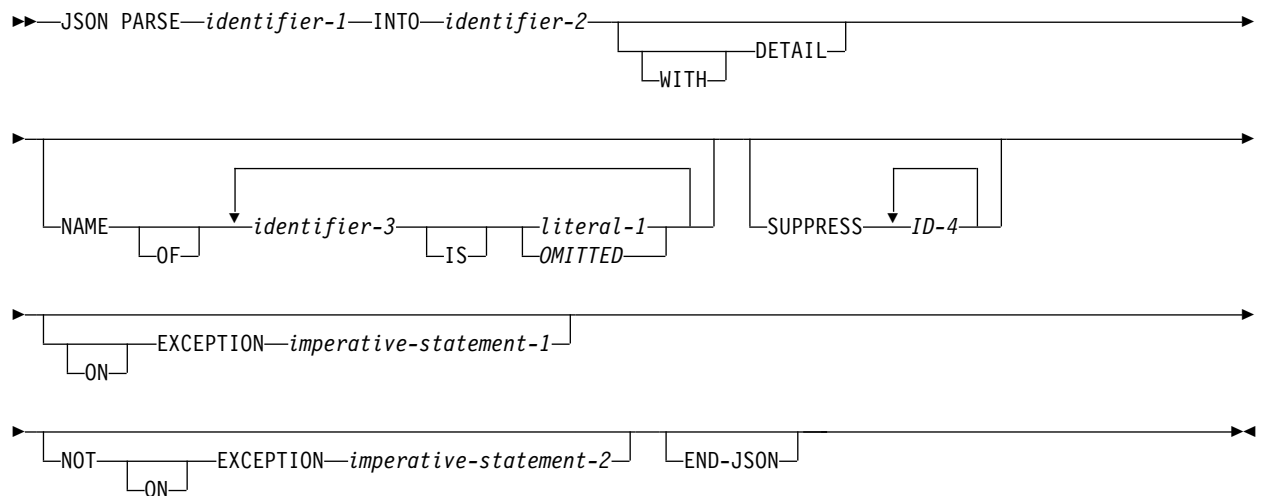 JSON PARSE identifier-1 INTO identifier-2
DETAIL
WITH
NAME identifier-3 literal-1 SUPPRESS ID-4
OF IS OMITTED
EXCEPTION imperative-statement-1
ON
NOT EXCEPTION imperative-statement-2 END-JSON
ON